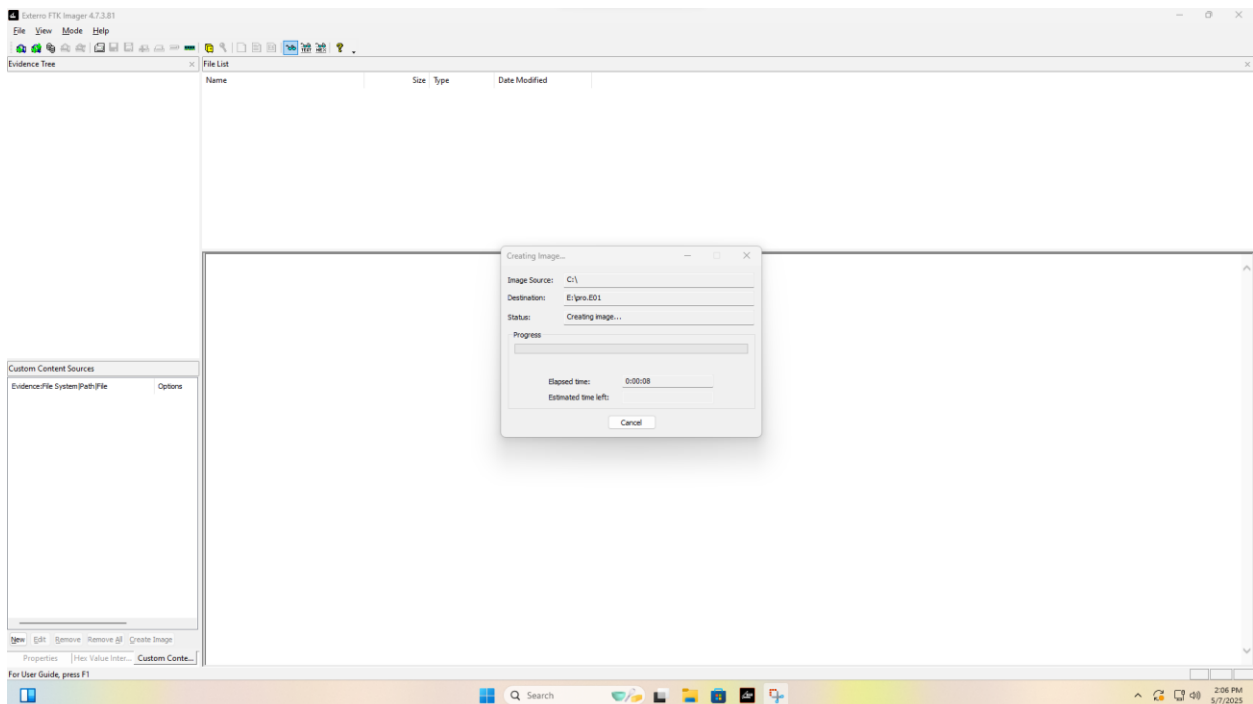 Exterro FTK Imager 4.7.3.81
File View Mode Help
Evidence Tree
File List
Name Size Type Date Modified
Creating Image...
Image Source: C:\
Destination: E:\pro.E01
Status: Creating image...
Progress
Elapsed time: 0:00:08
Estimated time left:
Cancel
Custom Content Sources
Evidence:File System|Path|File Options
New Edit Remove Remove All Create Image
Properties Hex Value Inter... Custom Conte...
For User Guide, press F1
Search
2:06 PM
5/7/2025